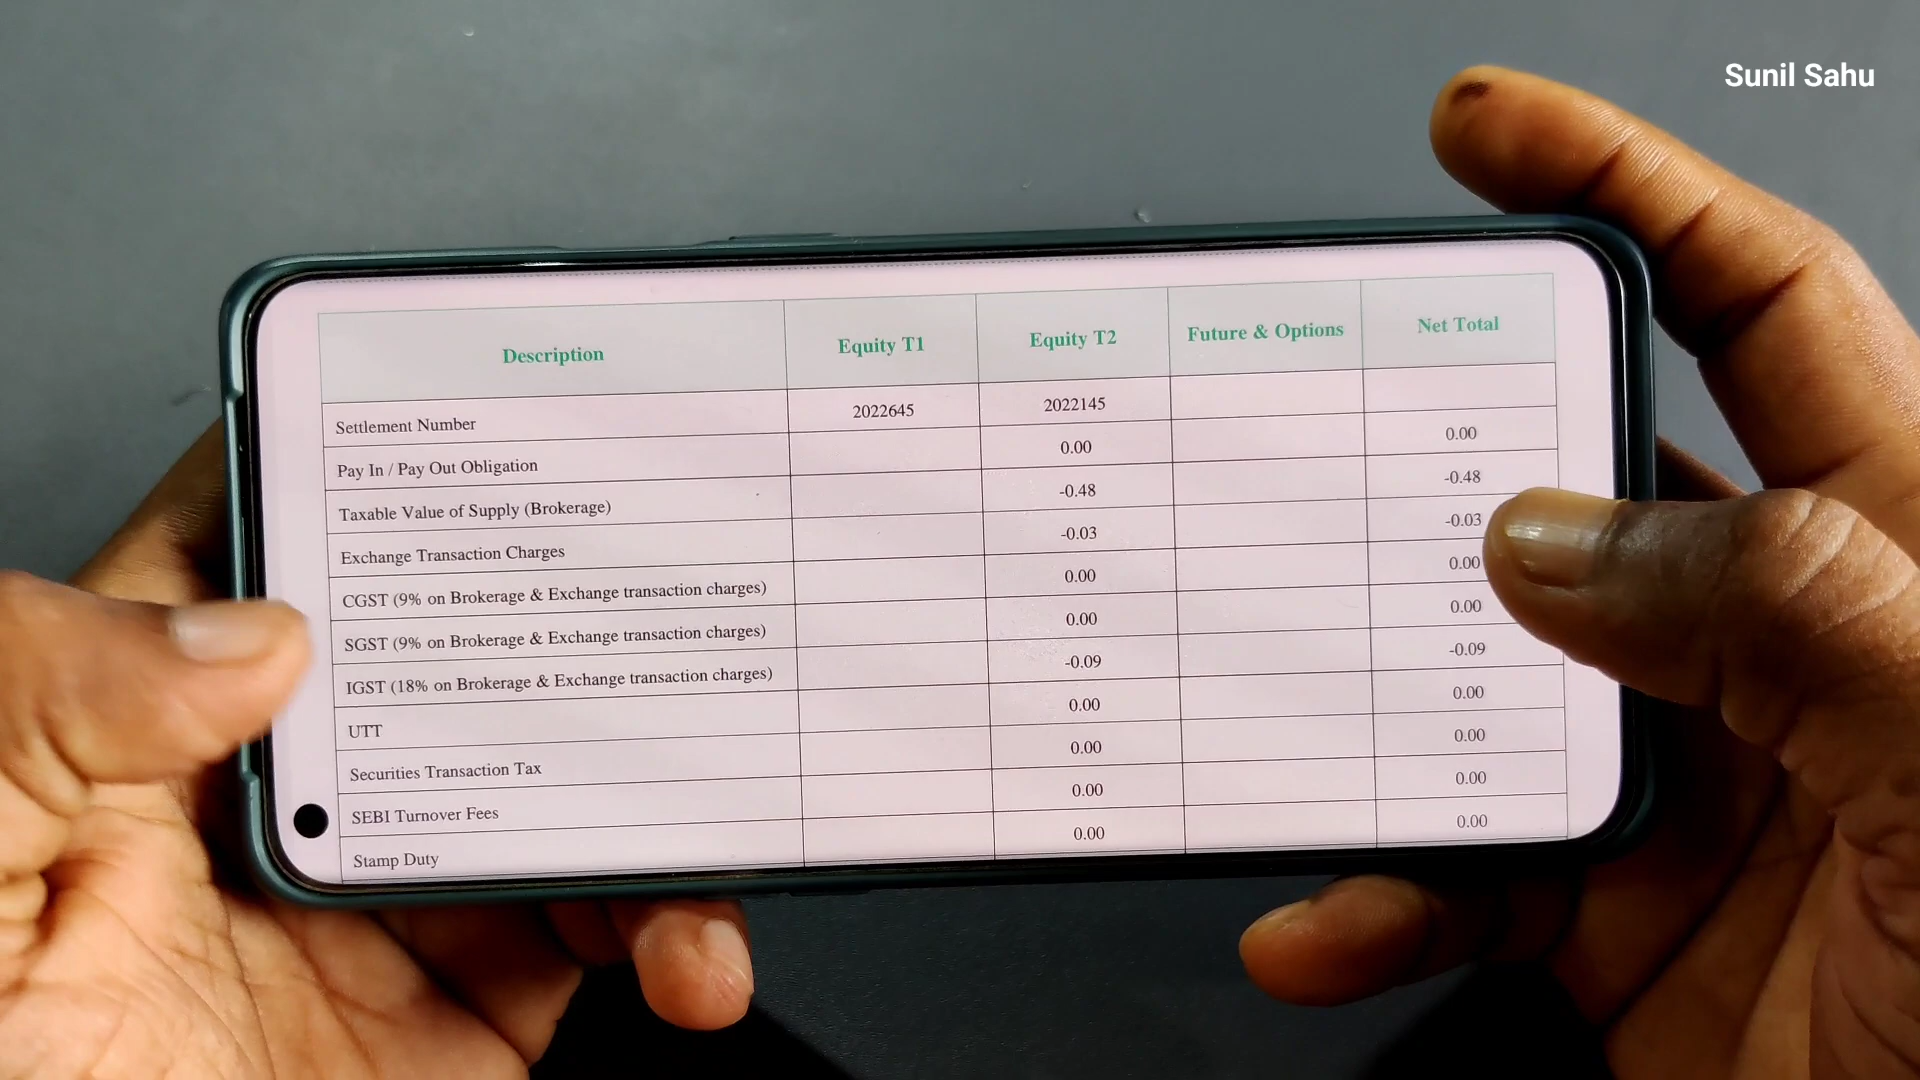 Sunil Sahu
Description Equity T1 Equity T2 Future & Options Net Total
Settlement Number 2022645 2022145
Pay In / Pay Out Obligation 0.00 0.00
Taxable Value of Supply (Brokerage) -0.48 -0.48
Exchange Transaction Charges -0.03 -0.03
CGST (9% on Brokerage & Exchange transaction charges) 0.00 0.00
SGST (9% on Brokerage & Exchange transaction charges) 0.00 0.00
IGST (18% on Brokerage & Exchange transaction charges) -0.09 -0.09
UTT 0.00 0.00
Securities Transaction Tax 0.00 0.00
SEBI Turnover Fees 0.00 0.00
Stamp Duty 0.00 0.00